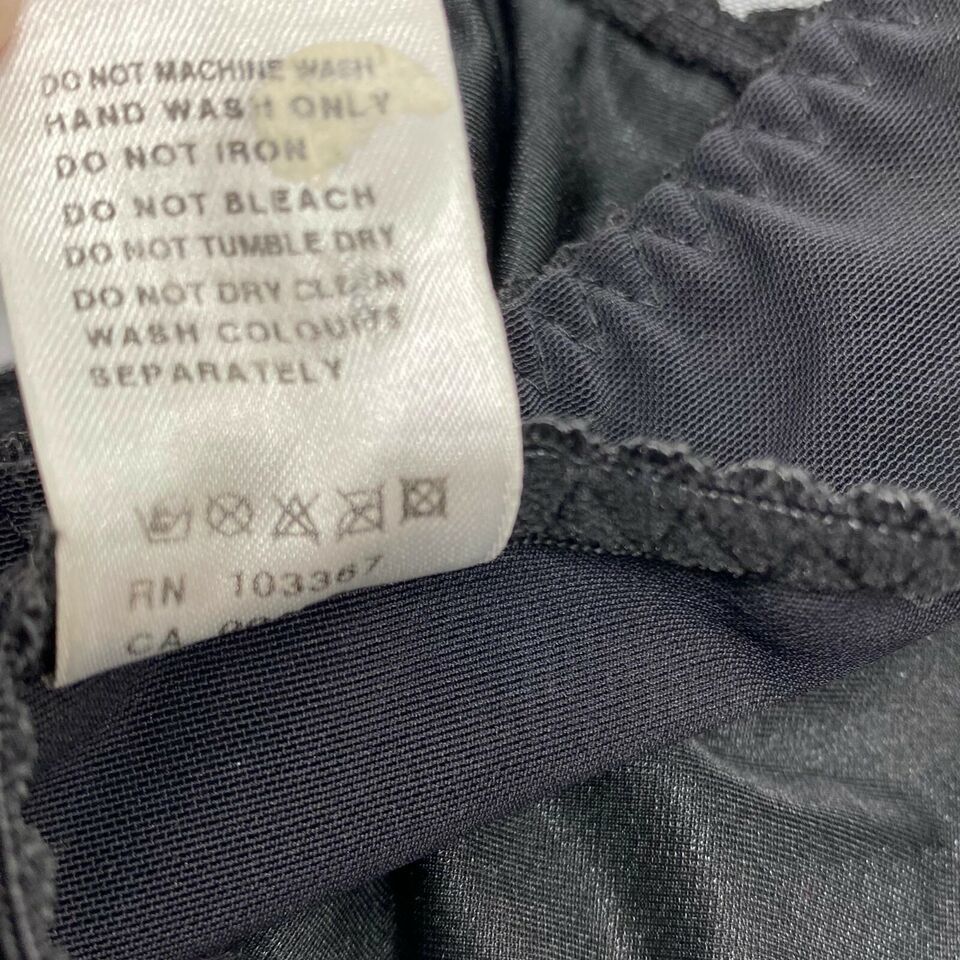 DO NOT MACHINE WASH
HAND WASH ONLY
DO NOT IRON
DO NOT BLEACH
DO NOT TUMBLE DRY
DO NOT DRY CLEAN
WASH COLOURS
SEPARATELY
RN 103367
CA